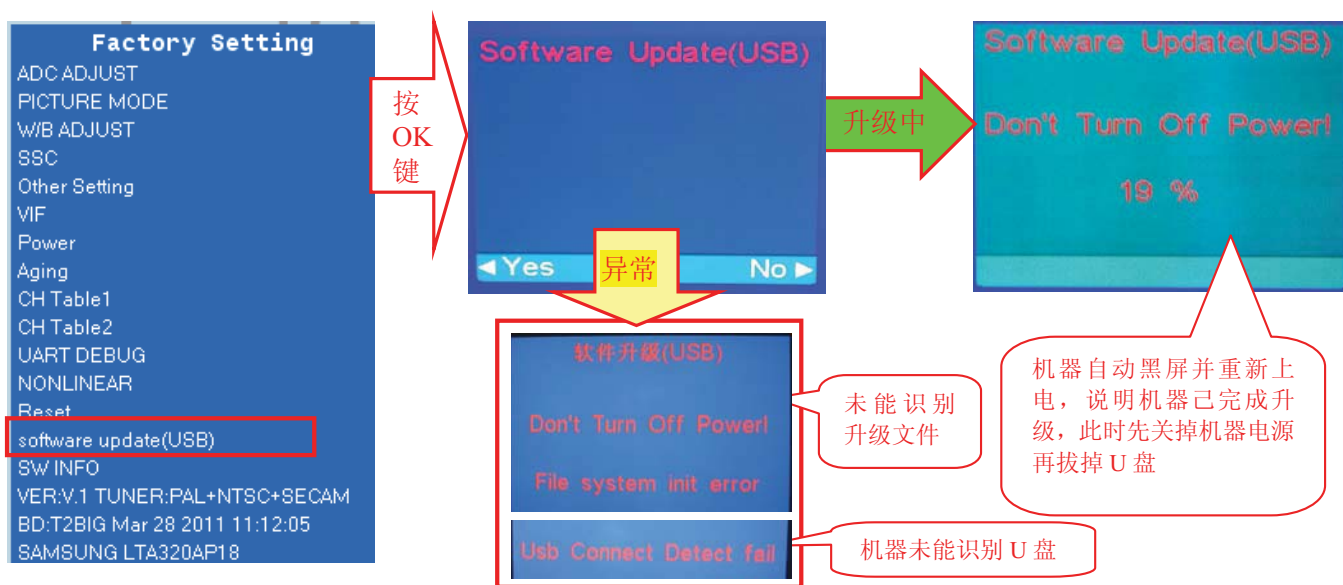 Factory Setting
ADC ADJUST
PICTURE MODE
W/B ADJUST
SSC
Other Setting
VIF
Power
Aging
CH Table1
CH Table2
UART DEBUG
NONLINEAR
Reset
software update(USB)
SW INFO
VER:V.1 TUNER:PAL+NTSC+SECAM
BD:T2BIG Mar 28 2011 11:12:05
SAMSUNG LTA320AP18
按
OK
键
Software Update(USB)
◀Yes
No▶
升级中
Software Update(USB)
Don't Turn Off Power!
19 %
异常
软件升级(USB)
Don't Turn Off Power!
File system init error
未能识别
升级文件
Usb Connect Detect fail
机器未能识别 U 盘
机器自动黑屏并重新上
电，说明机器己完成升
级，此时先关掉机器电源
再拔掉 U 盘